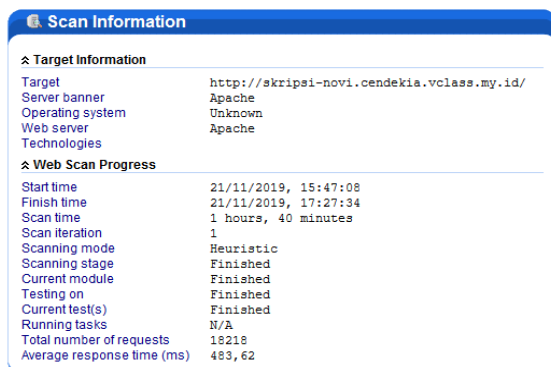 Scan Information
Target Information
Target http://skripsi-novi.cendekia.vclass.my.id/
Server banner Apache
Operating system Unknown
Web server Apache
Technologies
Web Scan Progress
Start time 21/11/2019, 15:47:08
Finish time 21/11/2019, 17:27:34
Scan time 1 hours, 40 minutes
Scan iteration 1
Scanning mode Heuristic
Scanning stage Finished
Current module Finished
Testing on Finished
Current test(s) Finished
Running tasks N/A
Total number of requests 18218
Average response time (ms) 483,62